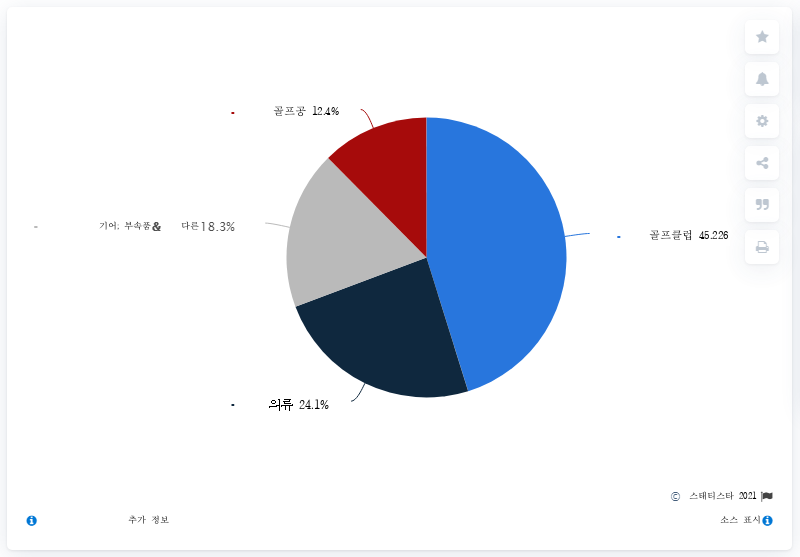 골프공 12.4%
기어: 부속품& 다른 18.3%
골프클럽 45.226
의류 24.1%
© 스태티스타 2021
추가 정보
소스 표시